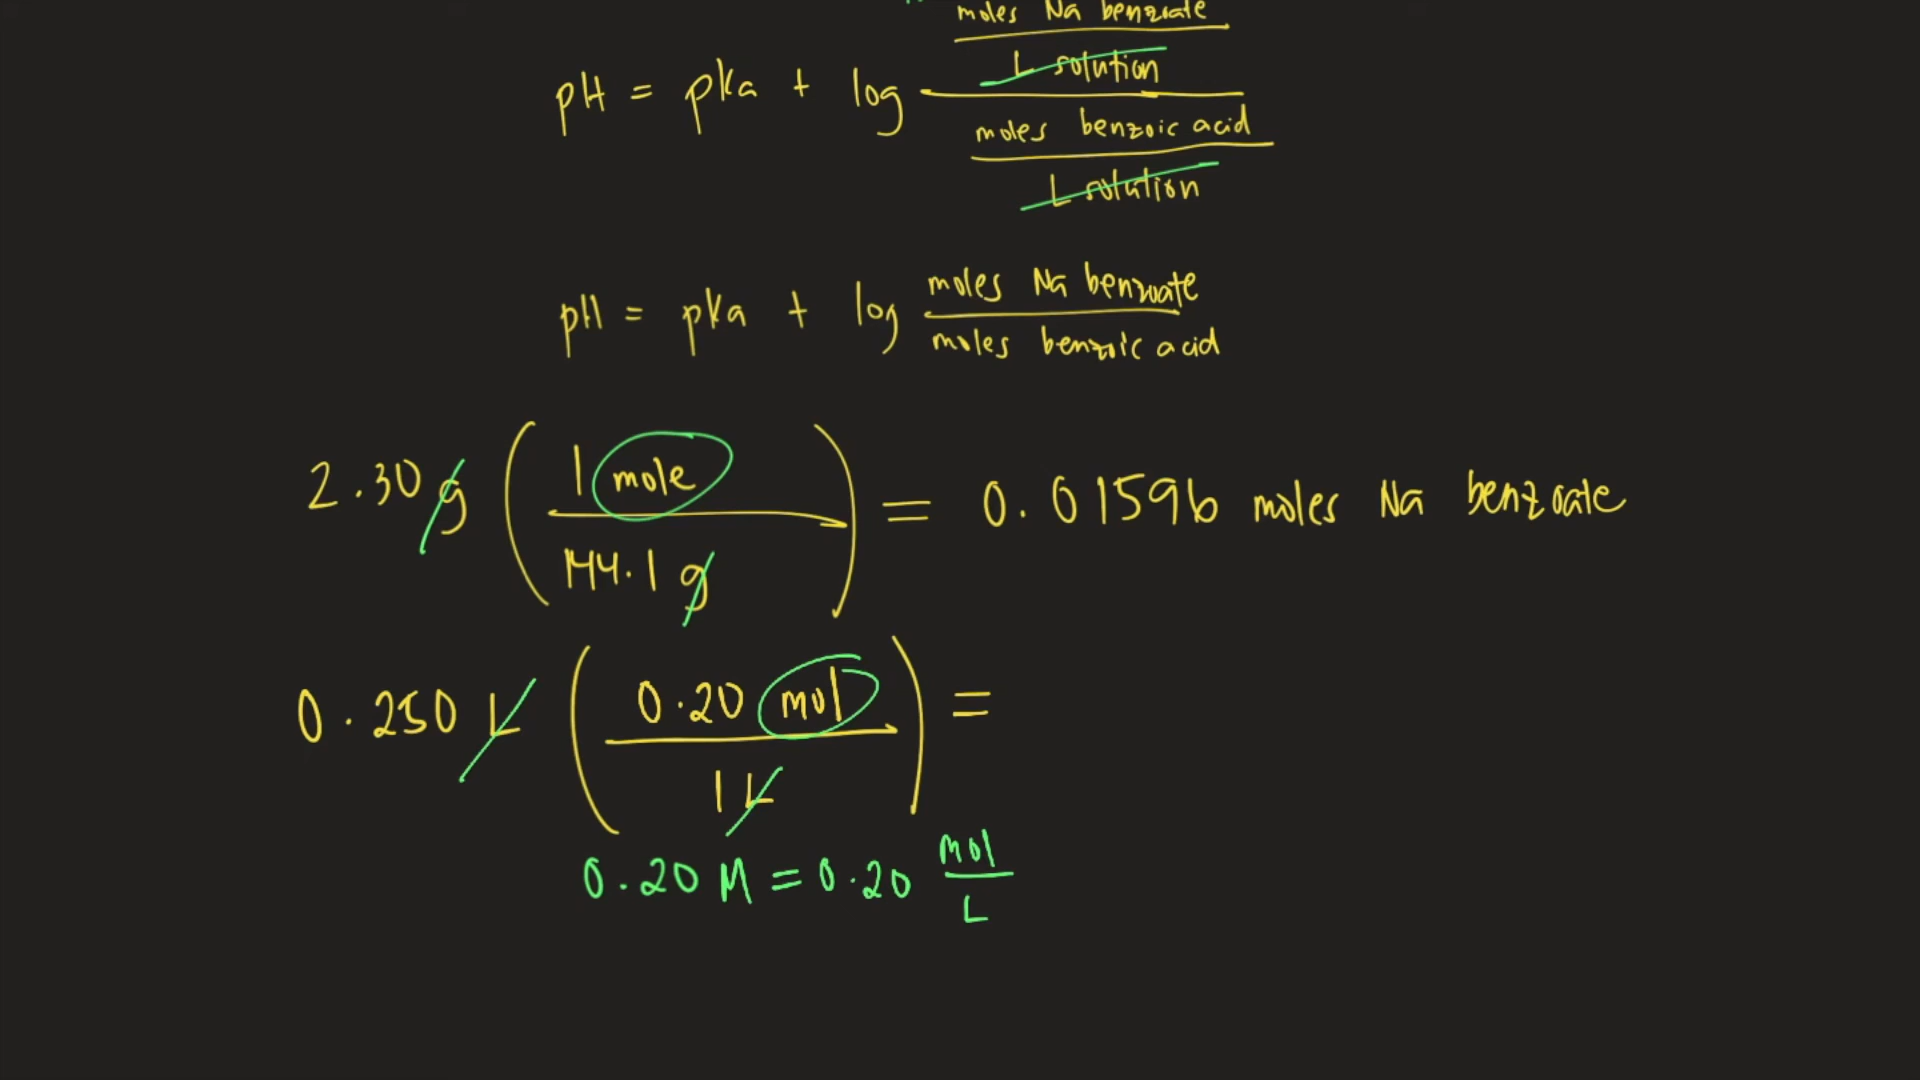 moles Na benzoate
L solution
pH = pKa + log
moles benzoic acid
L solution
pH = pKa + log moles Na benzoate
moles benzoic acid
2.30 g ( 1 mole / 144.1 g ) = 0.01596 moles Na benzoate
0.250 L ( 0.20 mol / 1 L ) =
0.20 M = 0.20 mol / L